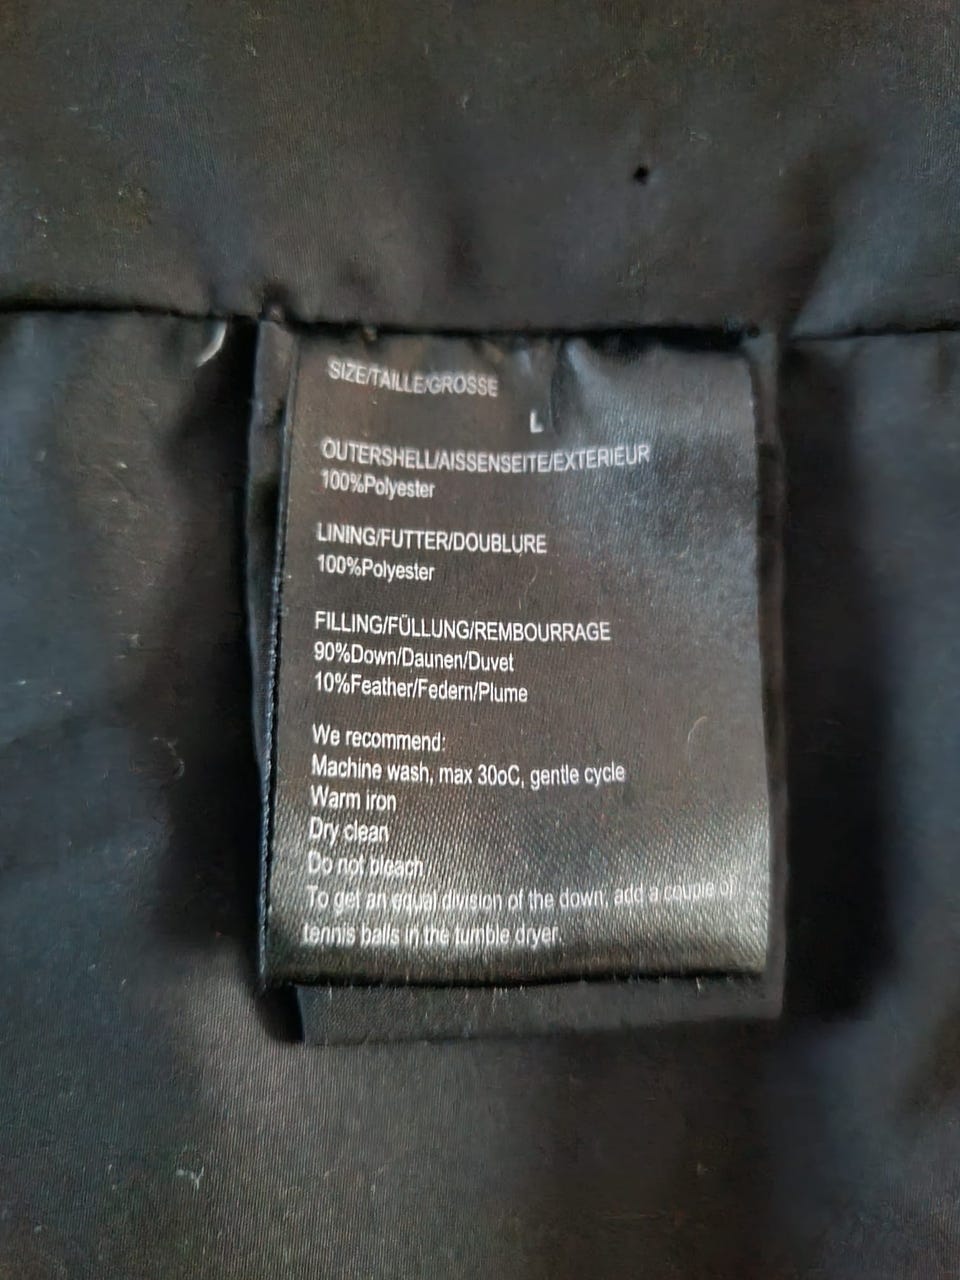 SIZE/TAILLE/GROSSE
L
OUTERSHELL/AISSENSEITE/EXTERIEUR
100%Polyester
LINING/FUTTER/DOUBLURE
100%Polyester
FILLING/FÜLLUNG/REMBOURRAGE
90%Down/Daunen/Duvet
10%Feather/Federn/Plume
We recommend:
Machine wash, max 30oC, gentle cycle
Warm iron
Dry clean
Do not bleach
To get an equal division of the down, add a couple of
tennis balls in the tumble dryer.